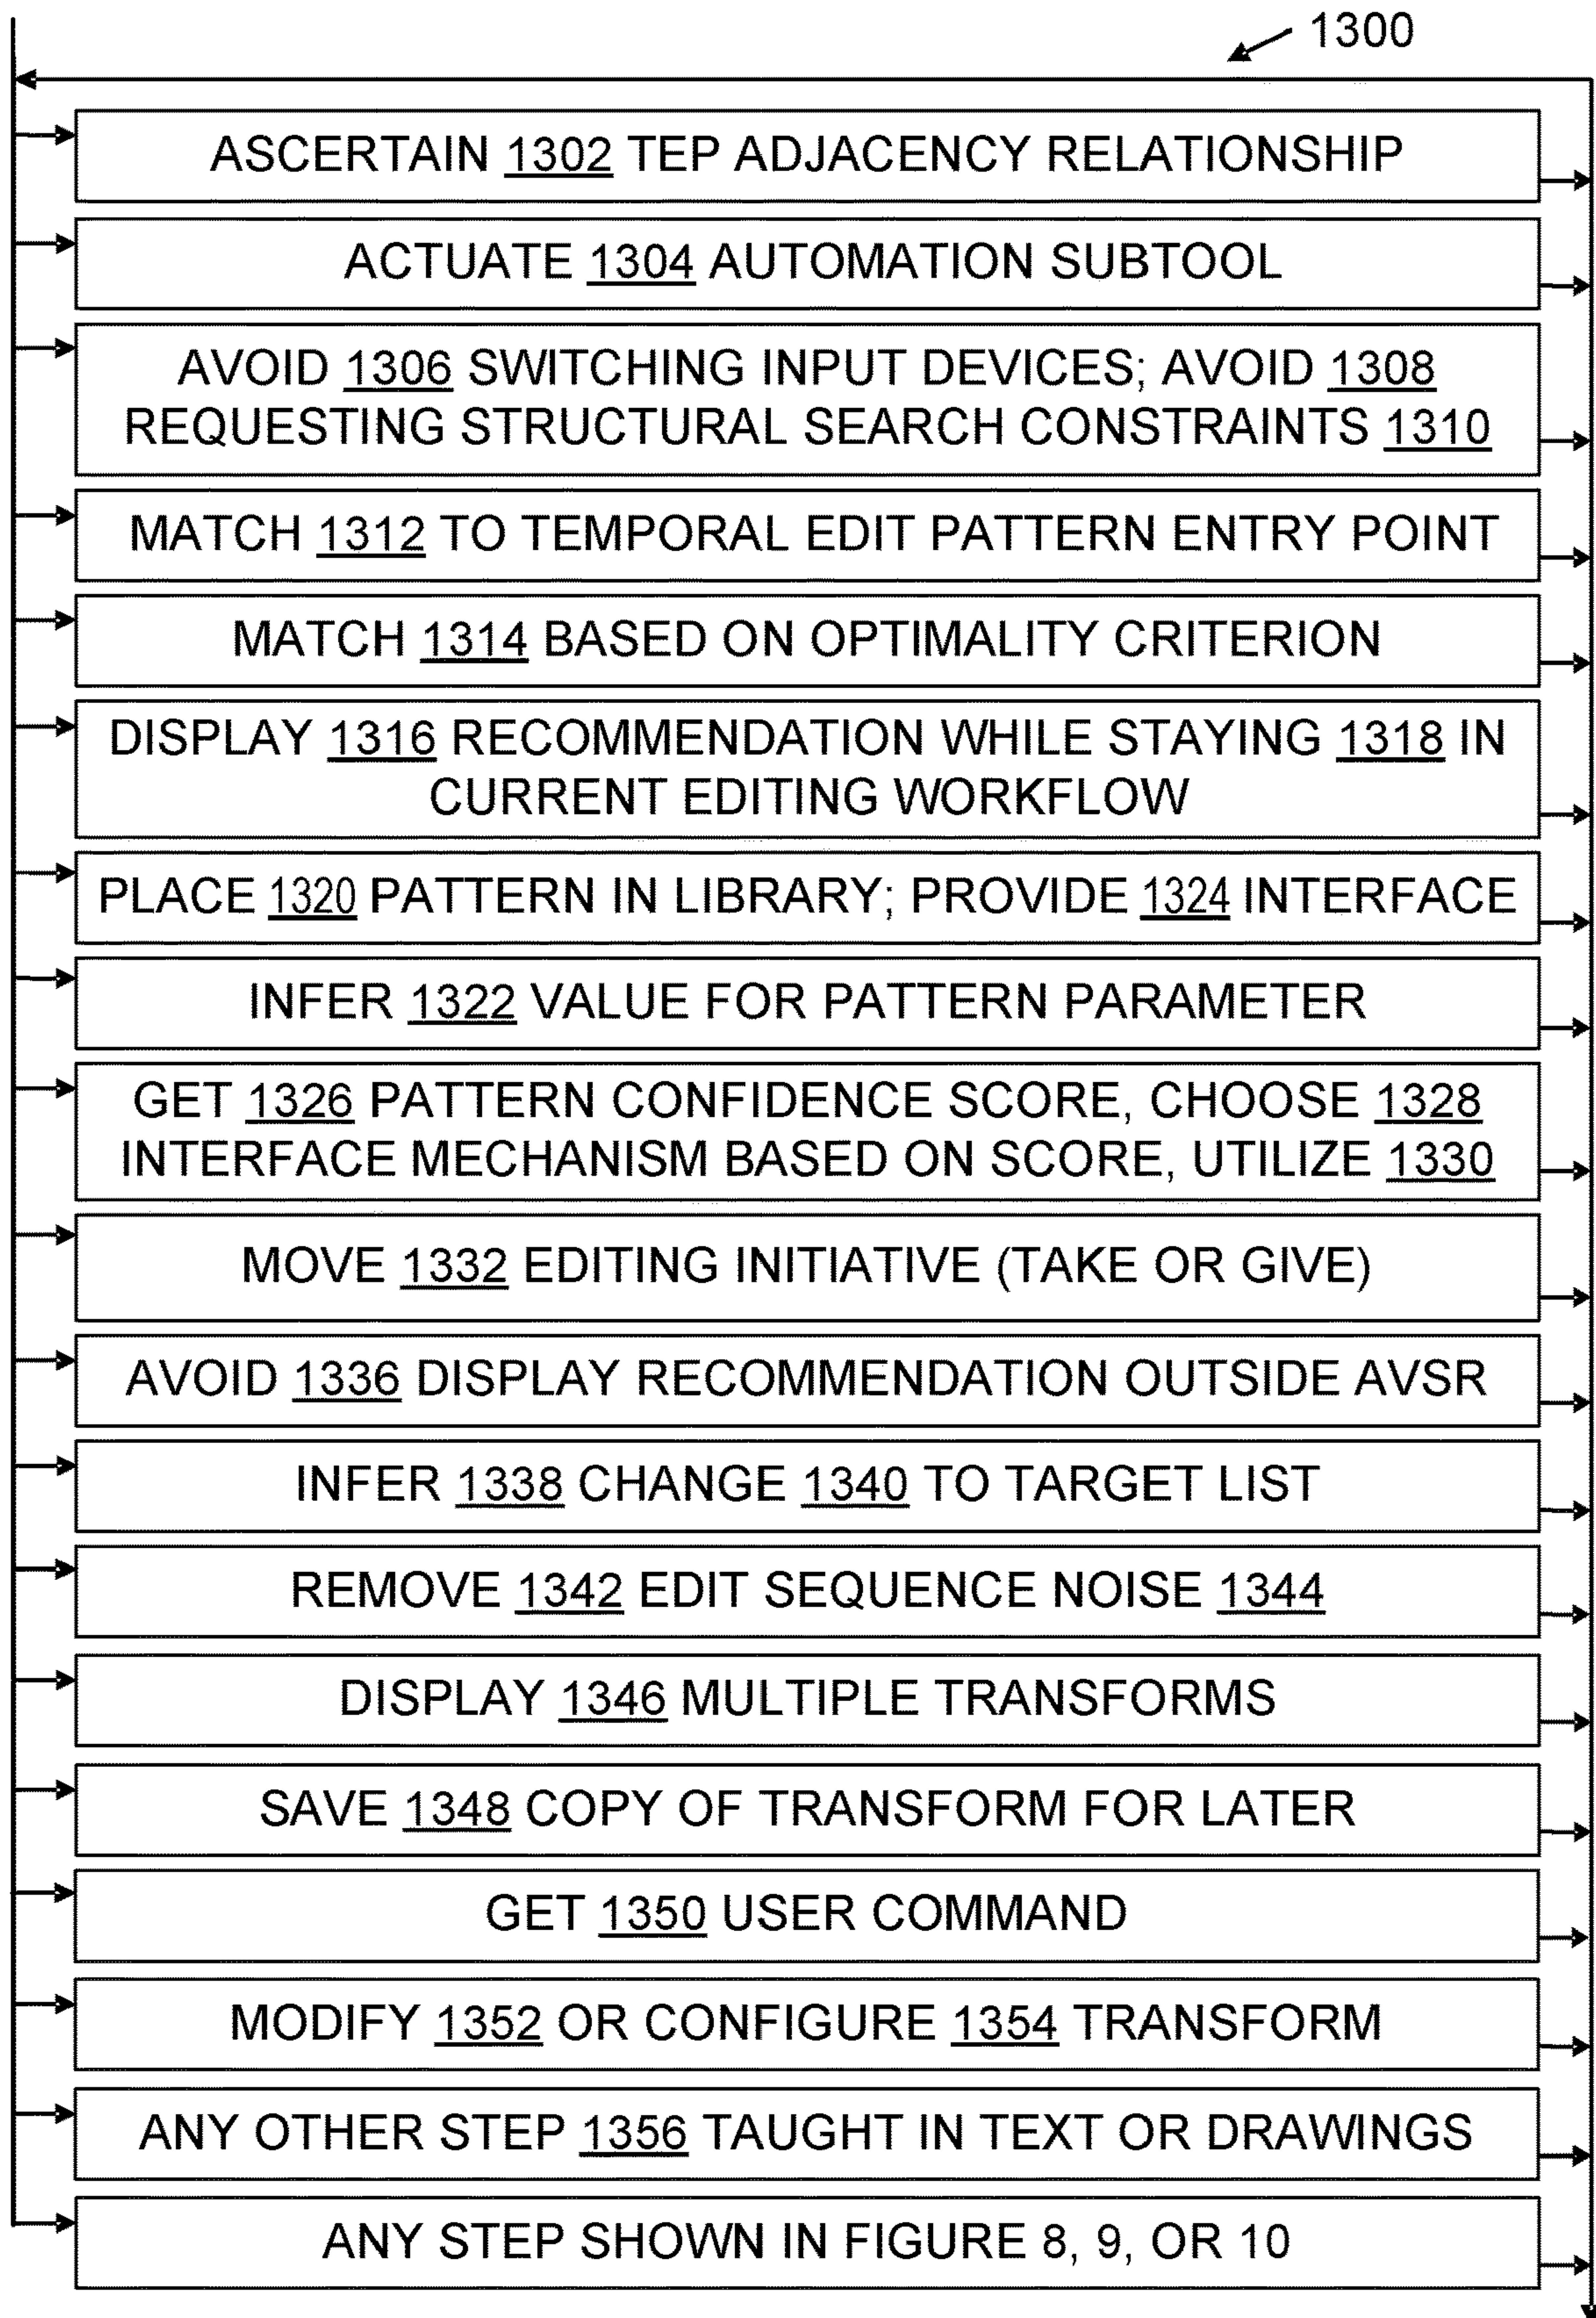 1300
ASCERTAIN 1302 TEP ADJACENCY RELATIONSHIP
ACTUATE 1304 AUTOMATION SUBTOOL
AVOID 1306 SWITCHING INPUT DEVICES; AVOID 1308
REQUESTING STRUCTURAL SEARCH CONSTRAINTS 1310
MATCH 1312 TO TEMPORAL EDIT PATTERN ENTRY POINT
MATCH 1314 BASED ON OPTIMALITY CRITERION
DISPLAY 1316 RECOMMENDATION WHILE STAYING 1318 IN
CURRENT EDITING WORKFLOW
PLACE 1320 PATTERN IN LIBRARY; PROVIDE 1324 INTERFACE
INFER 1322 VALUE FOR PATTERN PARAMETER
GET 1326 PATTERN CONFIDENCE SCORE, CHOOSE 1328
INTERFACE MECHANISM BASED ON SCORE, UTILIZE 1330
MOVE 1332 EDITING INITIATIVE (TAKE OR GIVE)
AVOID 1336 DISPLAY RECOMMENDATION OUTSIDE AVSR
INFER 1338 CHANGE 1340 TO TARGET LIST
REMOVE 1342 EDIT SEQUENCE NOISE 1344
DISPLAY 1346 MULTIPLE TRANSFORMS
SAVE 1348 COPY OF TRANSFORM FOR LATER
GET 1350 USER COMMAND
MODIFY 1352 OR CONFIGURE 1354 TRANSFORM
ANY OTHER STEP 1356 TAUGHT IN TEXT OR DRAWINGS
ANY STEP SHOWN IN FIGURE 8, 9, OR 10